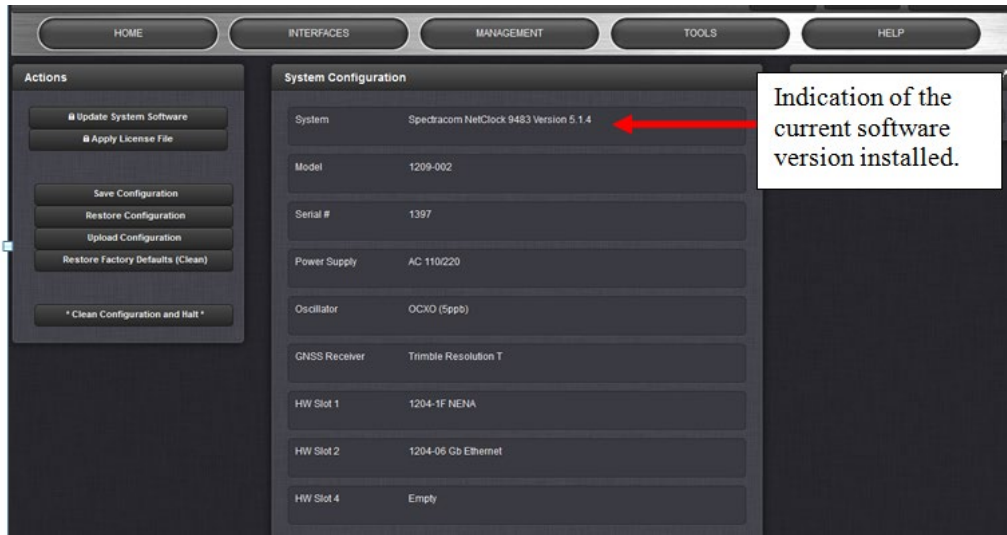 HOME
INTERFACES
MANAGEMENT
TOOLS
HELP
Actions
Update System Software
Apply License File
Save Configuration
Restore Configuration
Upload Configuration
Restore Factory Defaults (Clean)
* Clean Configuration and Halt *
System Configuration
System Spectracom NetClock 9483 Version 5.1.4
Model 1209-002
Serial # 1397
Power Supply AC 110/220
Oscillator OCXO (5ppb)
GNSS Receiver Trimble Resolution T
HW Slot 1 1204-1F NENA
HW Slot 2 1204-06 Gb Ethernet
HW Slot 4 Empty
Indication of the
current software
version installed.